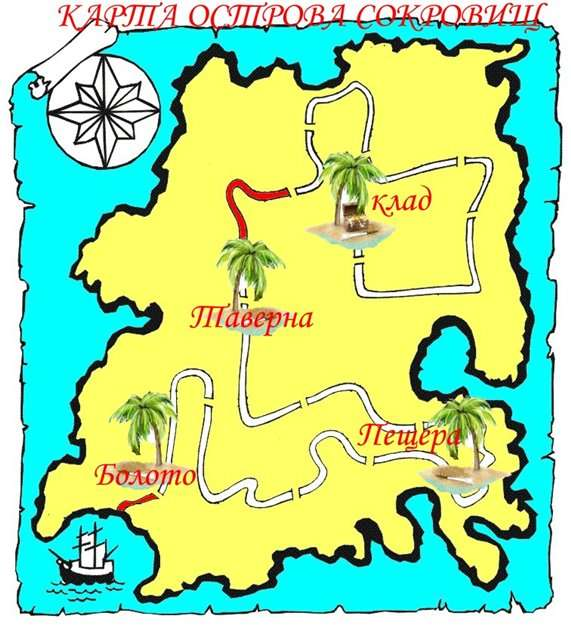 КАРТА ОСТРОВА СОКРОВИЩ
клад
Таверна
Пещера
Болото